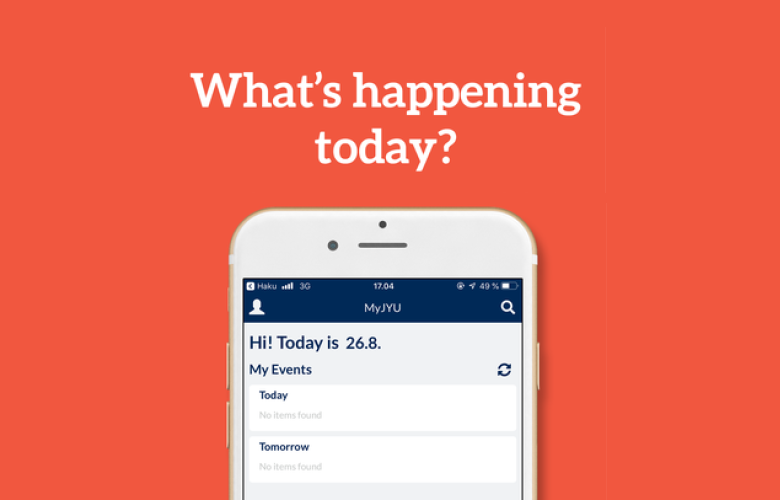 What's happening
today?
Haku 3G 17.04 49 %
MyJYU
Hi! Today is 26.8.
My Events
Today
No items found
Tomorrow
No items found